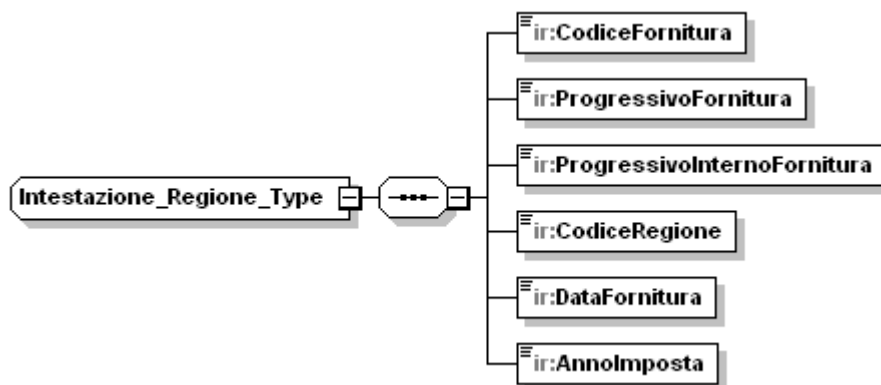 ir:CodiceFornitura
ir:ProgressivoFornitura
ir:ProgressivoInternoFornitura
Intestazione_Regione_Type
ir:CodiceRegione
ir:DataFornitura
ir:AnnoImposta